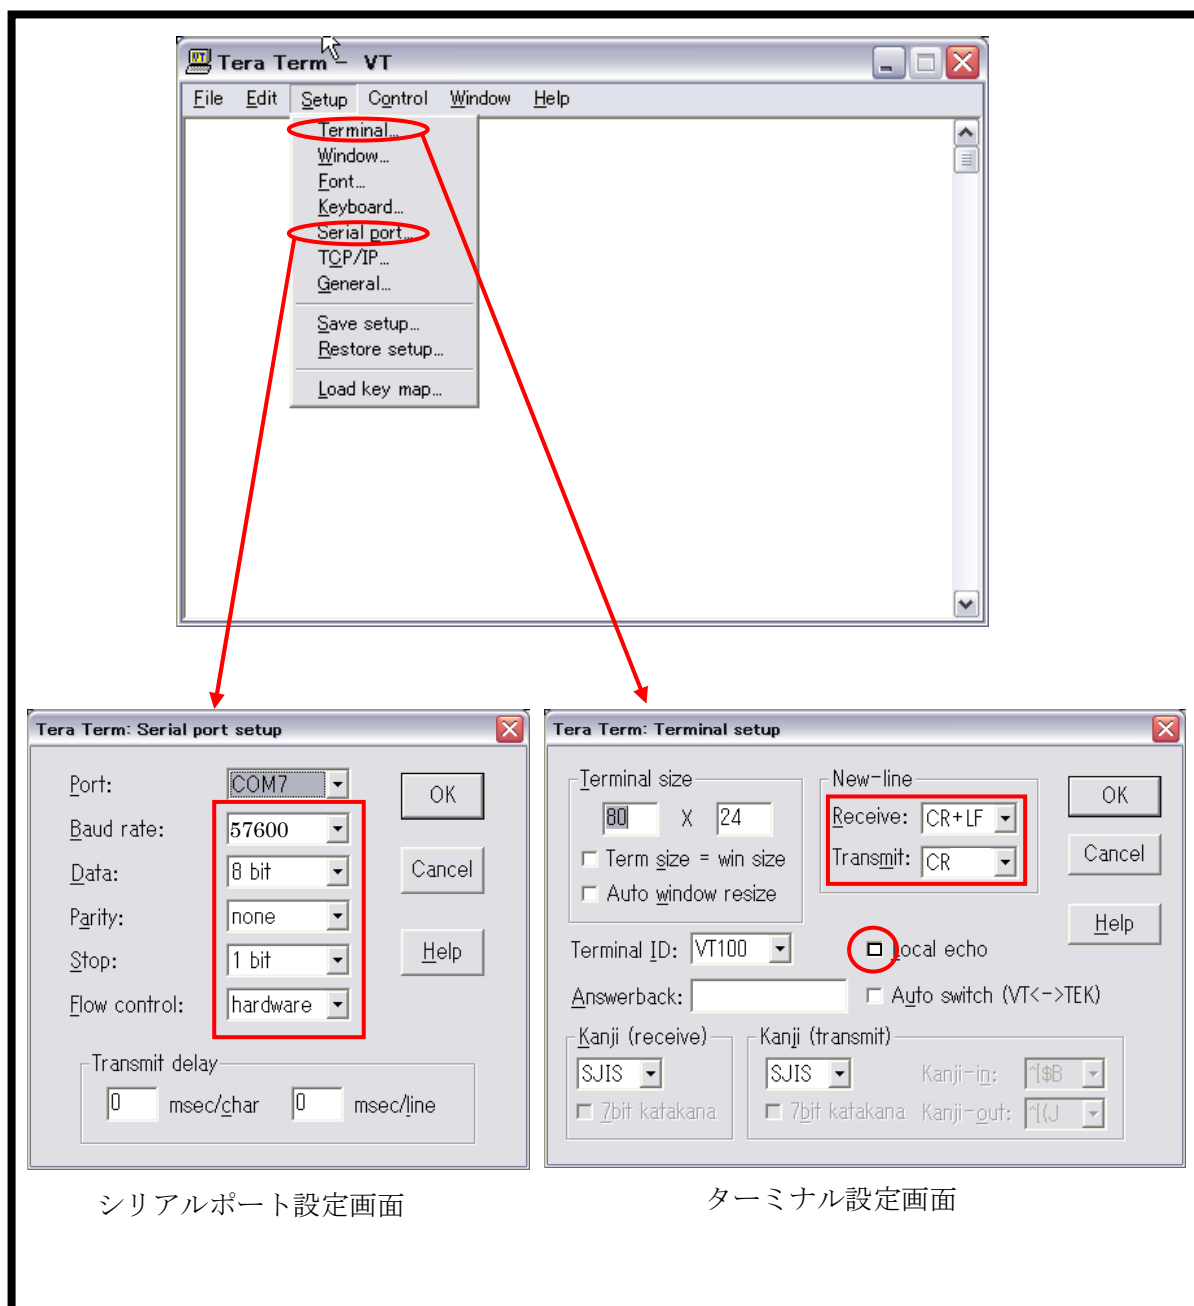 Tera Term - VT
File Edit Setup Control Window Help
Terminal...
Window...
Font...
Keyboard...
Serial port...
TCP/IP...
General...
Save setup...
Restore setup...
Load key map...
Tera Term: Serial port setup
Port: COM7 OK
Baud rate: 57600
Data: 8 bit Cancel
Parity: none
Stop: 1 bit Help
Flow control: hardware
Transmit delay
0 msec/char 0 msec/line
Tera Term: Terminal setup
Terminal size
80 X 24
Term size = win size
Auto window resize
New-line
Receive: CR+LF
Transmit: CR
OK
Cancel
Help
Terminal ID: VT100 Local echo
Answerback: Auto switch (VT<->TEK)
Kanji (receive)
SJIS
7bit katakana
Kanji (transmit)
SJIS Kanji-in: ^[$B
7bit katakana Kanji-out: ^[(J
シリアルポート設定画面
ターミナル設定画面